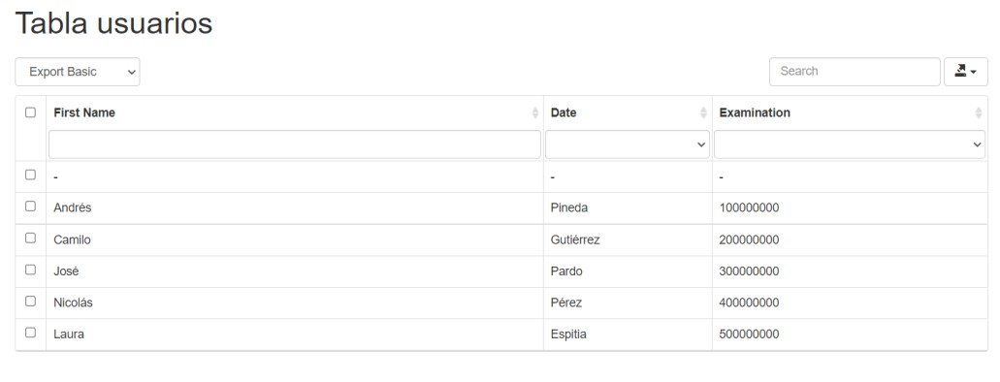 Tabla usuarios
Export Basic
Search
First Name Date Examination
- - -
Andrés Pineda 100000000
Camilo Gutiérrez 200000000
José Pardo 300000000
Nicolás Pérez 400000000
Laura Espitia 500000000